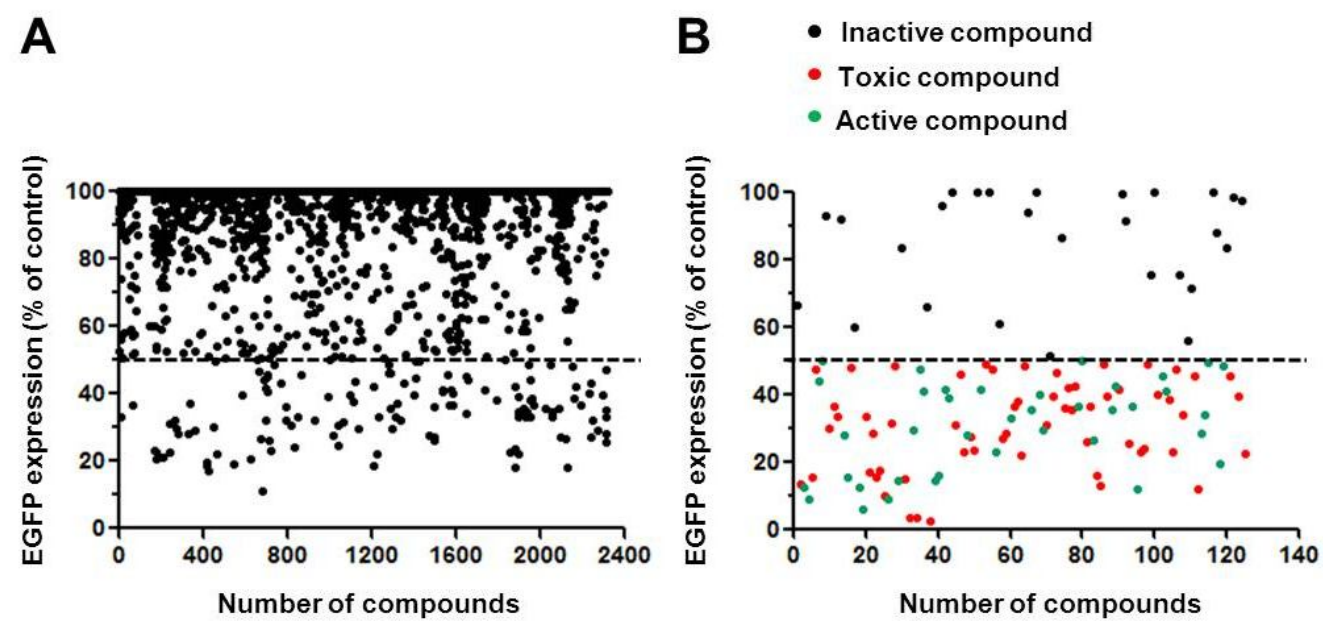 A
B
Inactive compound
Toxic compound
Active compound
EGFP expression (% of control)
100
80
60
40
20
0
0 400 800 1200 1600 2000 2400
Number of compounds
EGFP expression (% of control)
100
80
60
40
20
0
0 20 40 60 80 100 120 140
Number of compounds